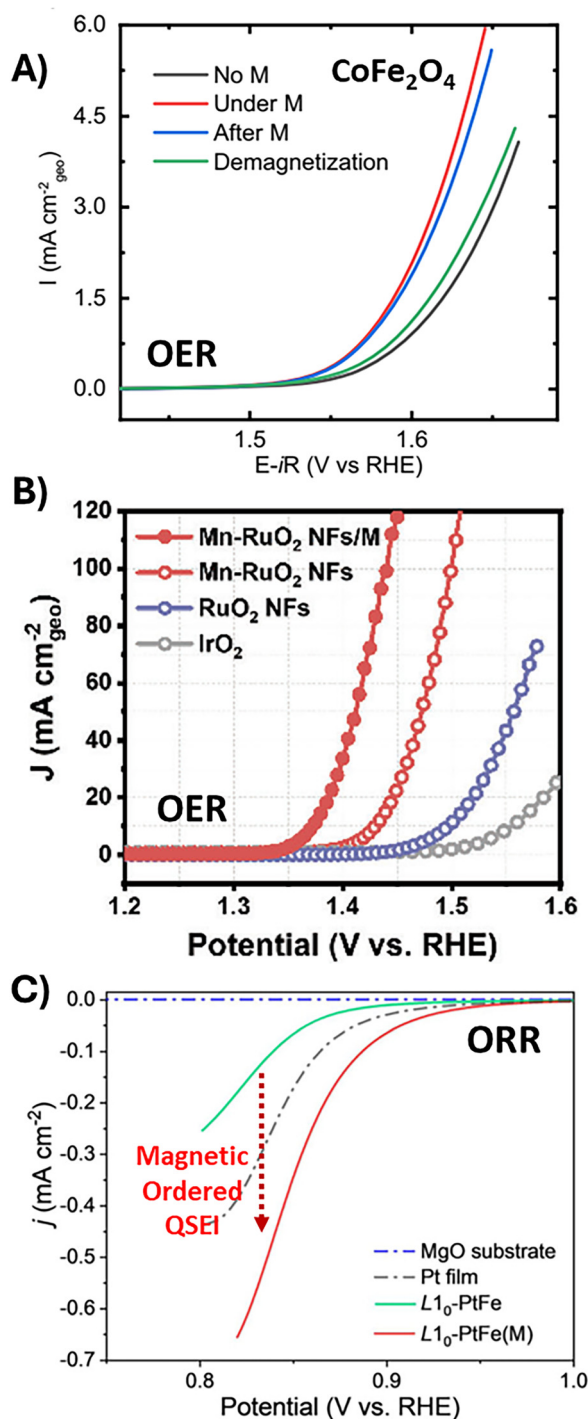 A)
6.0
4.5
3.0
1.5
0.0
I (mA cm⁻²geo)
No M
Under M
After M
Demagnetization
CoFe₂O₄
OER
1.5
1.6
E-iR (V vs RHE)
B)
120
100
80
60
40
20
0
J (mA cm⁻²geo)
Mn-RuO₂ NFs/M
Mn-RuO₂ NFs
RuO₂ NFs
IrO₂
OER
1.2
1.3
1.4
1.5
1.6
Potential (V vs. RHE)
C)
0.0
-0.1
-0.2
-0.3
-0.4
-0.5
-0.6
-0.7
j (mA cm⁻²)
ORR
Magnetic
Ordered
QSEI
MgO substrate
Pt film
L1₀-PtFe
L1₀-PtFe(M)
0.8
0.9
1.0
Potential (V vs RHE)